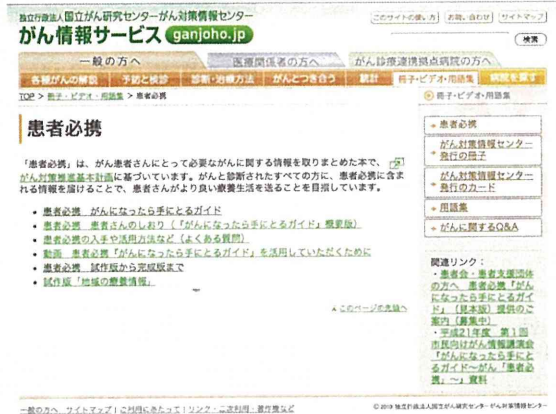 独立行政法人国立がん研究センターがん対策情報センター
がん情報サービス ganjoho.jp
このサイトの使い方 お問い合わせ サイトマップ
検索
一般の方へ 医療関係者の方へ がん診療連携拠点病院の方へ
各種がんの解説 予防と検診 診断・治療方法 がんとつき合う 統計 冊子・ビデオ・用語集 病院を探す
TOP > 冊子・ビデオ・用語集 > 患者必携
冊子・ビデオ・用語集
患者必携
「患者必携」は、がん患者さんにとって必要ながんに関する情報を取りまとめた本で、
がん対策推進基本計画に基づいています。がんと診断されたすべての方に、患者必携に含ま
れる情報を届けることで、患者さんがより良い療養生活を送ることを目指しています。
• 患者必携 がんになったら手にとるガイド
• 患者必携 患者さんのしおり（『がんになったら手にとるガイド』概要版）
• 患者必携の入手や活用方法など（よくある質問）
• 動画 患者必携『がんになったら手にとるガイド』を活用していただくために
• 患者必携 試作版から完成版まで
• 試作版「地域の療養情報」
このページの先頭へ
患者必携
がん対策情報センター
発行の冊子
がん対策情報センター
発行のカード
用語集
がんに関するQ&A
関連リンク：
・患者会・患者支援団体
の方へ 患者必携『がん
になったら手にとるガイ
ド』（見本版）提供のご
案内（募集中）
・平成21年度 第1回
市民向けがん情報講演会
『がんになったら手にと
るガイド～がん「患者必
携」～』資料
一般の方へ サイトマップ | ご利用にあたって | リンク・二次利用・著作権など
独立行政法人国立がん研究センターがん対策情報センター